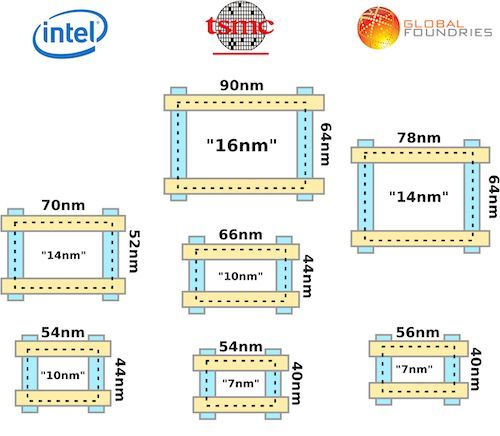 intel
tsmc
GLOBAL
FOUNDRIES
90nm
"16nm"
64nm
78nm
"14nm"
64nm
70nm
"14nm"
52nm
66nm
"10nm"
44nm
54nm
"10nm"
44nm
54nm
"7nm"
40nm
56nm
"7nm"
40nm